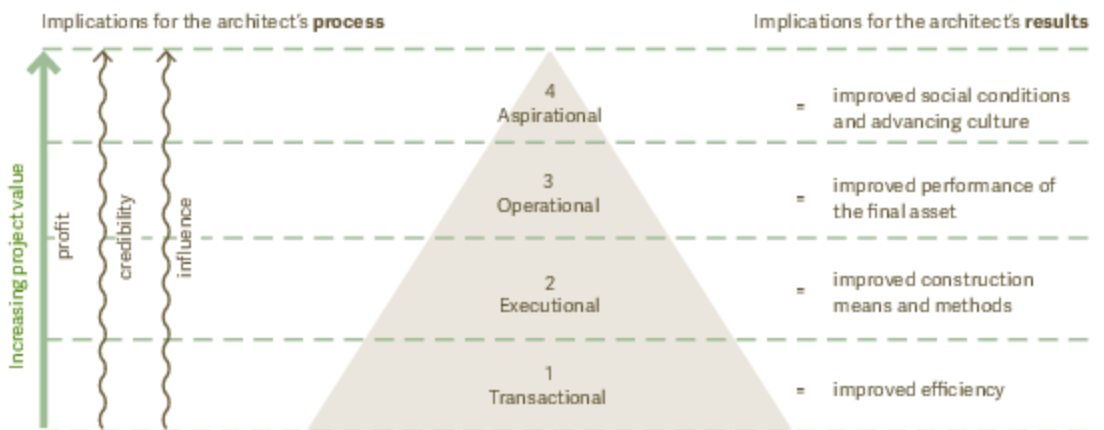 Implications for the architect's process
Implications for the architect's results
Increasing project value
profit
credibility
influence
4
Aspirational
=
improved social conditions
and advancing culture
3
Operational
=
improved performance of
the final asset
2
Executional
=
improved construction
means and methods
1
Transactional
=
improved efficiency